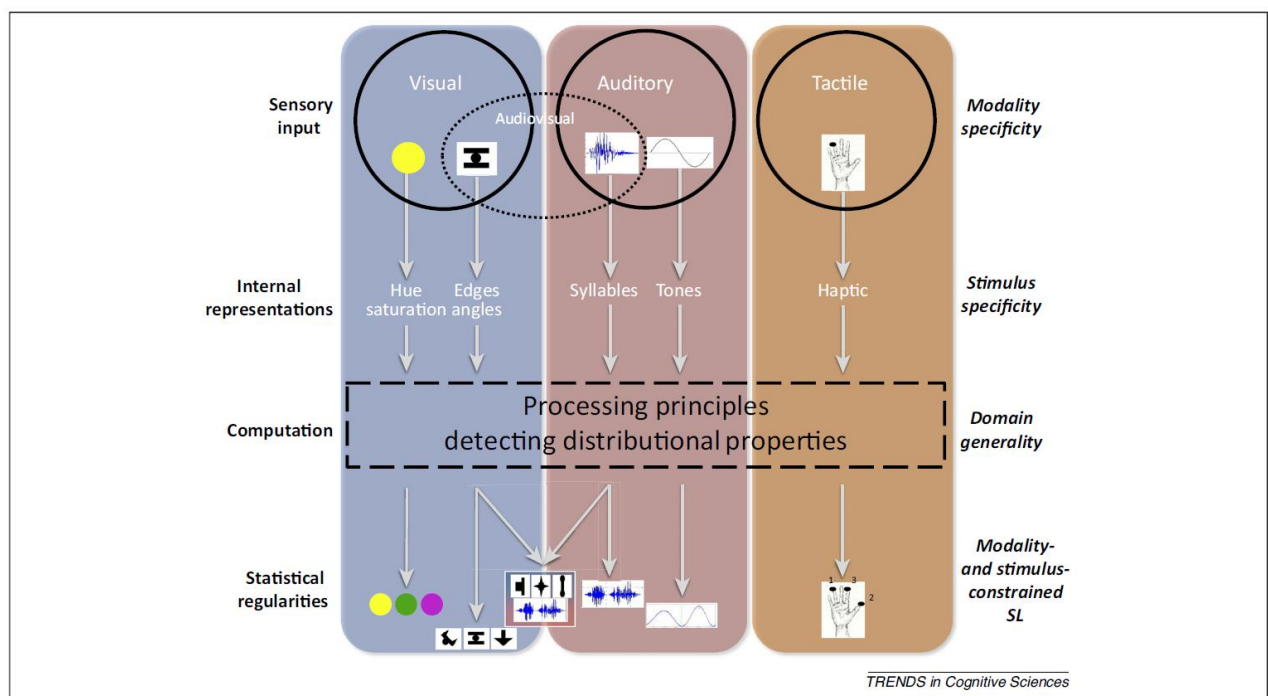 Visual
Auditory
Tactile
Sensory
input
Audiovisual
Modality
specificity
Internal
representations
Hue
saturation
Edges
angles
Syllables
Tones
Haptic
Stimulus
specificity
Computation
Processing principles
detecting distributional properties
Domain
generality
Statistical
regularities
1
3
2
Modality-
and stimulus-
constrained
SL
TRENDS in Cognitive Sciences